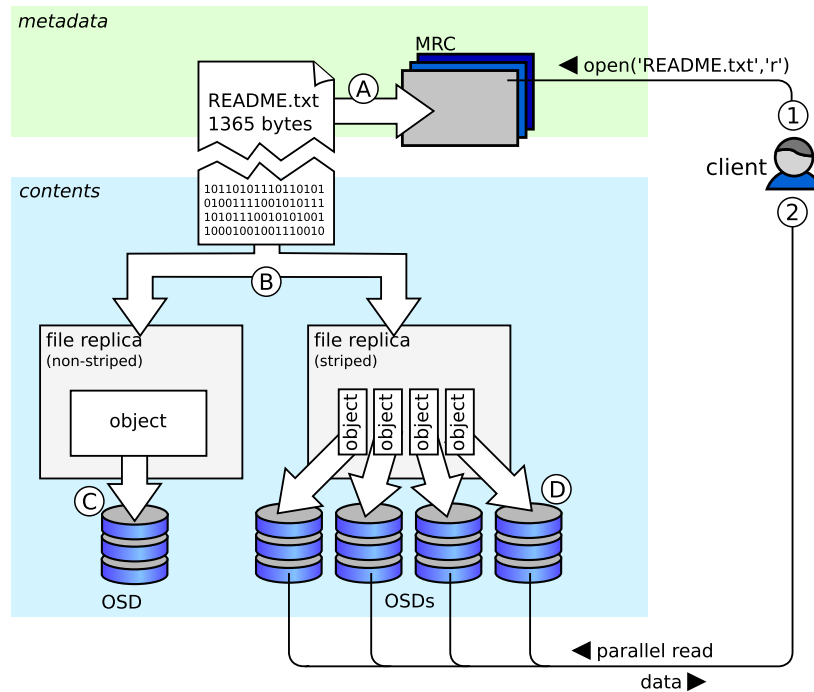 metadata
MRC
open('README.txt','r')
README.txt
1365 bytes
A
1
client
2
contents
10110101110110101
01001111001010111
10101110010101001
10001001001110010
B
file replica
(non-striped)
object
file replica
(striped)
object
object
object
object
C
D
OSD
OSDs
parallel read
data